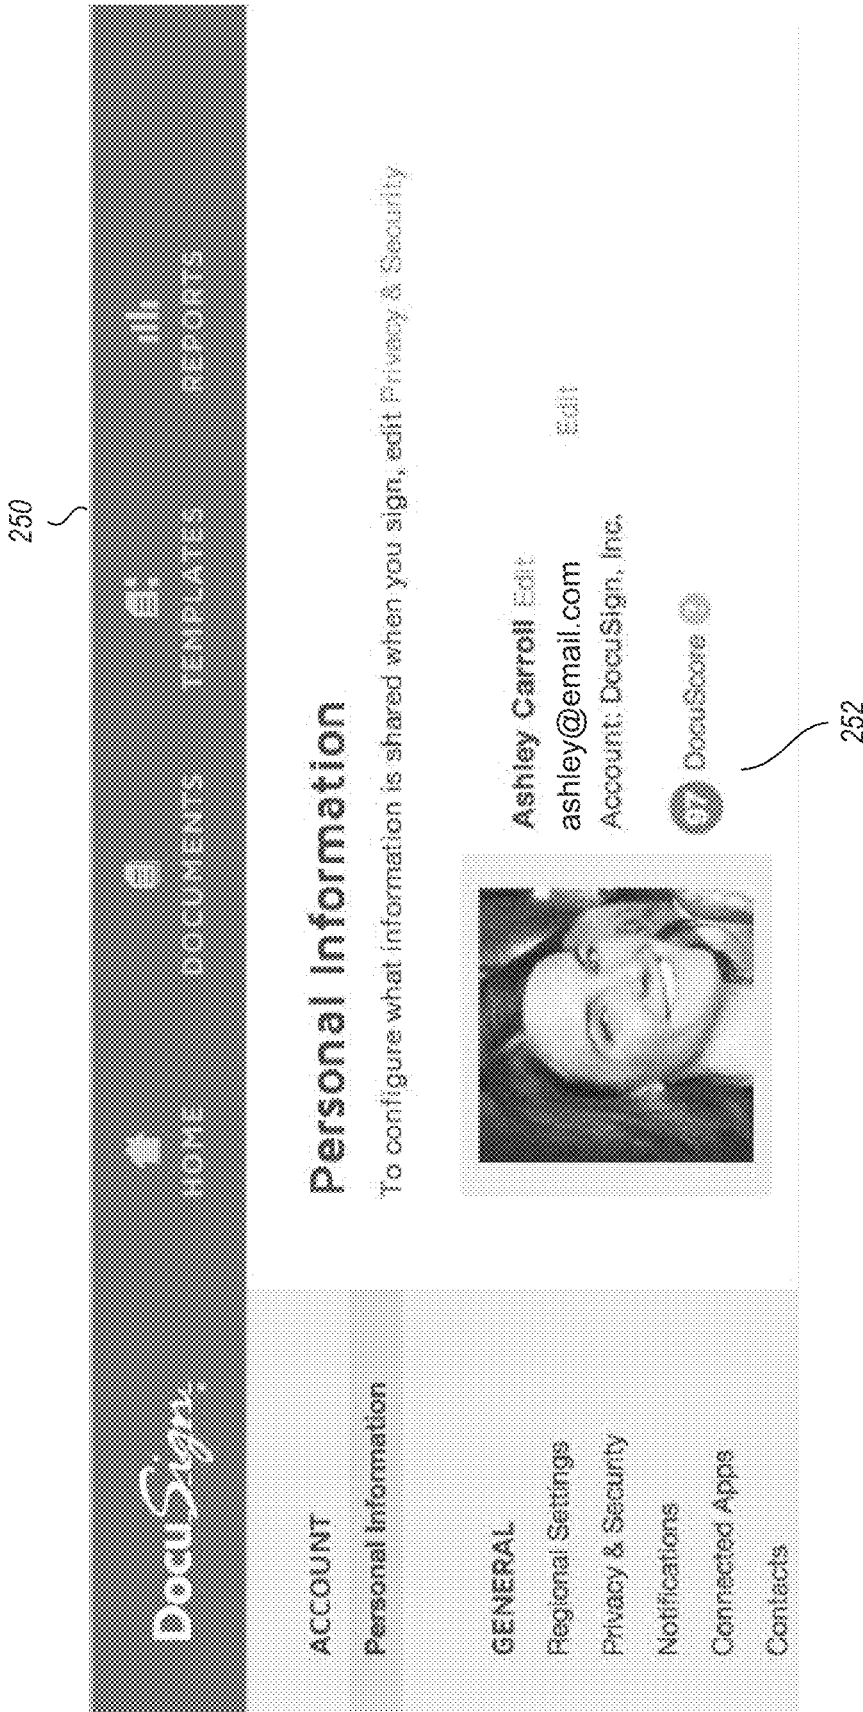 250
DocuSign
HOME
DOCUMENTS
TEMPLATES
REPORTS
ACCOUNT
Personal Information
GENERAL
Regional Settings
Privacy & Security
Notifications
Connected Apps
Contacts
Personal Information
To configure what information is shared when you sign, edit Privacy & Security
Ashley Carroll Edit
ashley@email.com Edit
Account: DocuSign, Inc.
97 DocuScore
252